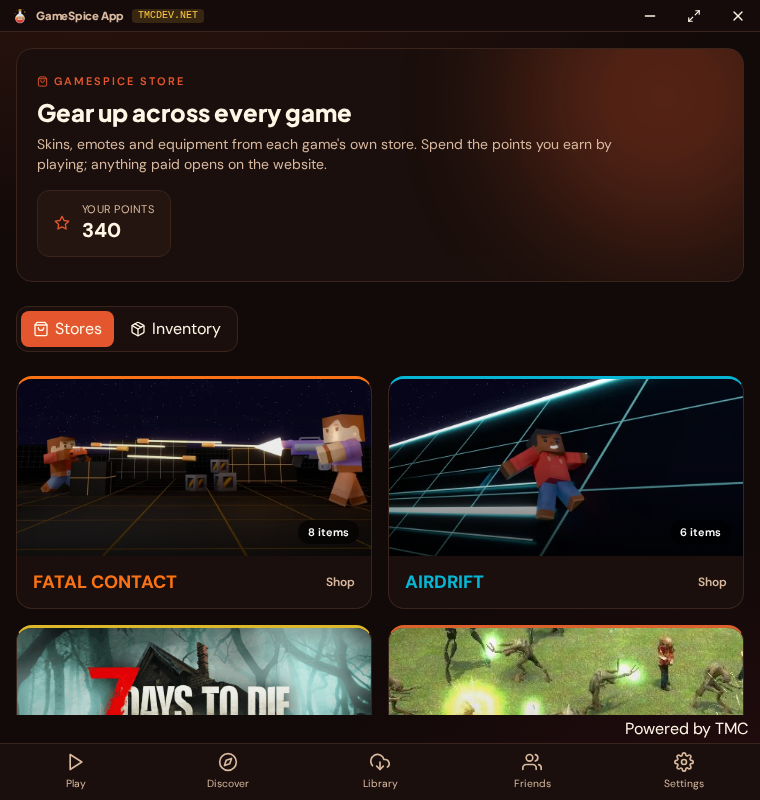 GameSpice App TMCDEV.NET
GAMESPICE STORE
Gear up across every game
Skins, emotes and equipment from each game's own store. Spend the points you earn by
playing; anything paid opens on the website.
YOUR POINTS
340
Stores Inventory
8 items
6 items
FATAL CONTACT Shop
AIRDRIFT Shop
7 DAYS TO DIE
Powered by TMC
Play Discover Library Friends Settings